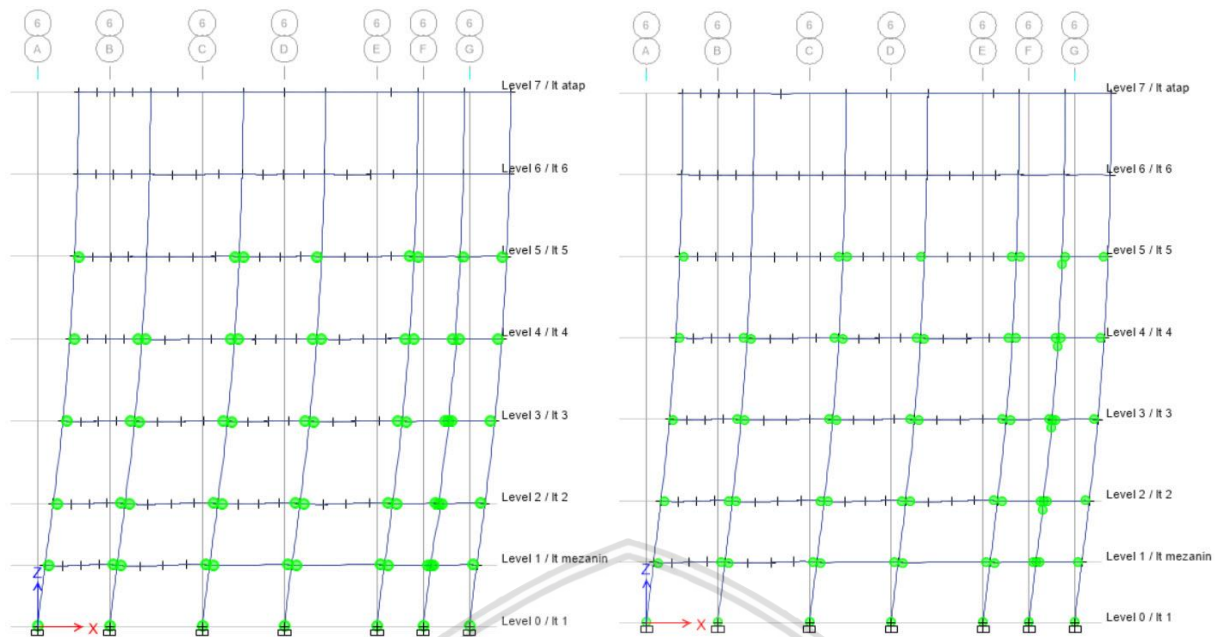 6 6 6 6 6 6 6
A B C D E F G
Level 7 / lt atap
Level 6 / lt 6
Level 5 / lt 5
Level 4 / lt 4
Level 3 / lt 3
Level 2 / lt 2
Level 1 / lt mezanin
Z
X
Level 0 / lt 1
6 6 6 6 6 6 6
A B C D E F G
Level 7 / lt atap
Level 6 / lt 6
Level 5 / lt 5
Level 4 / lt 4
Level 3 / lt 3
Level 2 / lt 2
Level 1 / lt mezanin
Z
X
Level 0 / lt 1